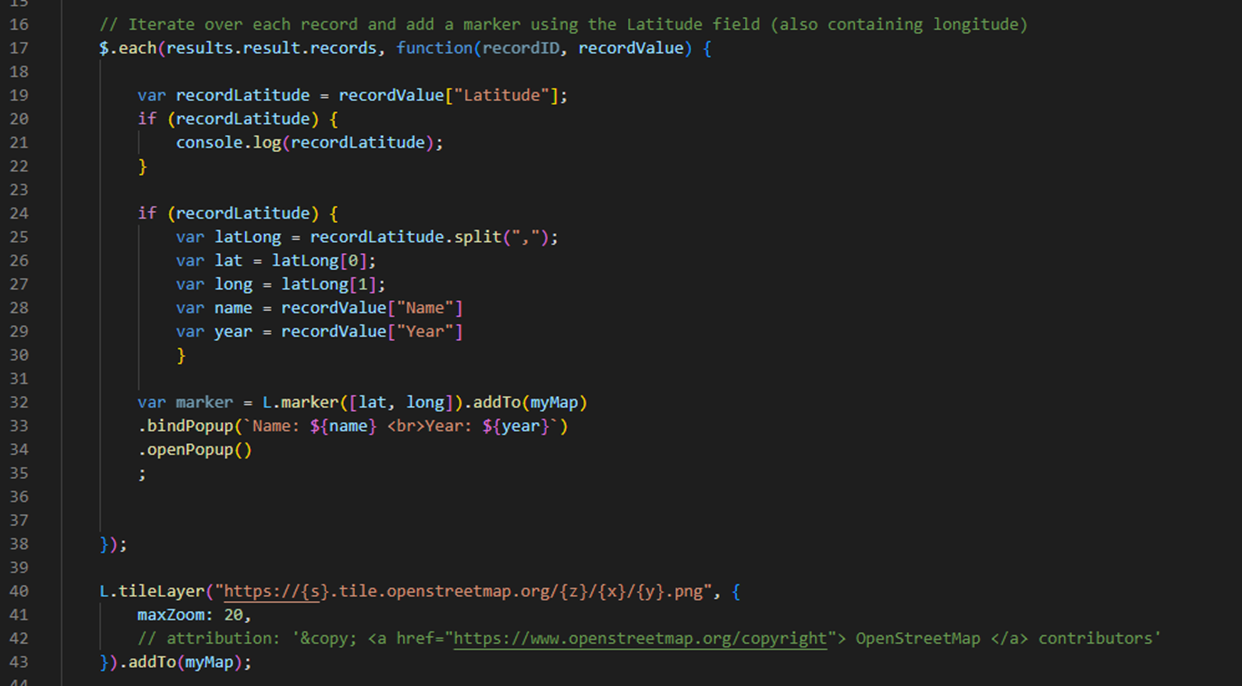 16 // Iterate over each record and add a marker using the Latitude field (also containing longitude)
17 $.each(results.result.records, function(recordID, recordValue) {
18
19 var recordLatitude = recordValue["Latitude"];
20 if (recordLatitude) {
21 console.log(recordLatitude);
22 }
23
24 if (recordLatitude) {
25 var latLong = recordLatitude.split(",");
26 var lat = latLong[0];
27 var long = latLong[1];
28 var name = recordValue["Name"]
29 var year = recordValue["Year"]
30 }
31
32 var marker = L.marker([lat, long]).addTo(myMap)
33 .bindPopup(`Name: ${name} <br>Year: ${year}`)
34 .openPopup()
35 ;
36
37
38 });
39
40 L.tileLayer("https://{s}.tile.openstreetmap.org/{z}/{x}/{y}.png", {
41 maxZoom: 20,
42 // attribution: '&copy; <a href="https://www.openstreetmap.org/copyright"> OpenStreetMap </a> contributors'
43 }).addTo(myMap);